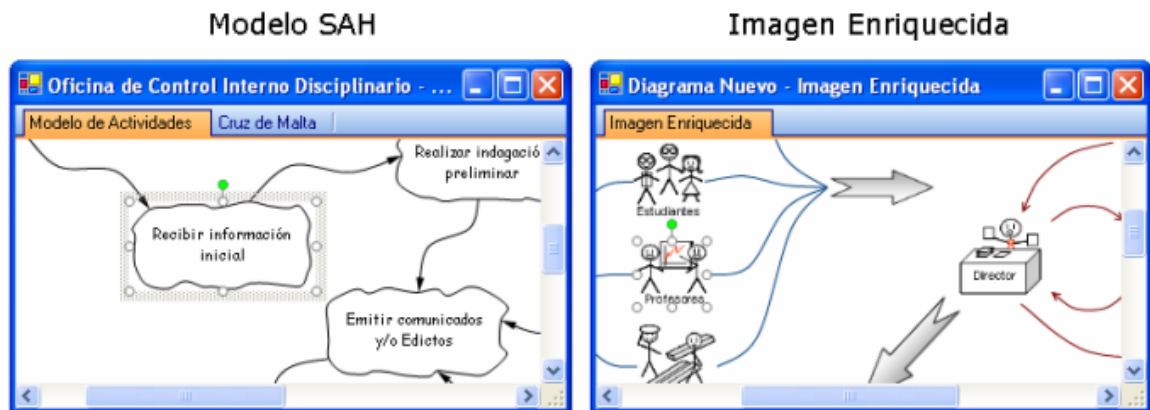 Modelo SAH
Imagen Enriquecida
Oficina de Control Interno Disciplinario - ...
Modelo de Actividades
Cruz de Malta
Realizar indagació
preliminar
Recibir información
inicial
Emitir comunicados
y/o Edictos
Diagrama Nuevo - Imagen Enriquecida
Imagen Enriquecida
Estudiantes
Profesores
Director